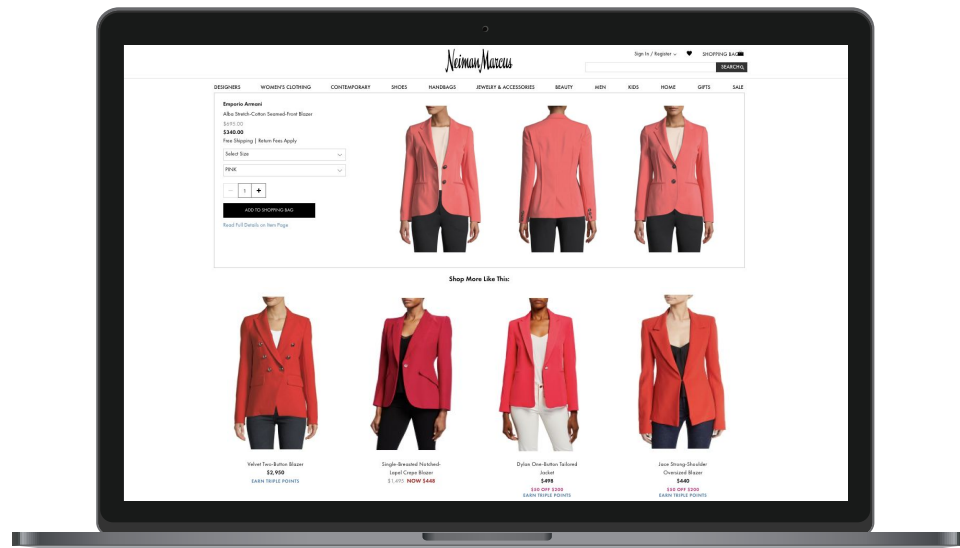 Neiman Marcus
Sign In / Register
SHOPPING BAG
SEARCH
DESIGNERS WOMEN'S CLOTHING CONTEMPORARY SHOES HANDBAGS JEWELRY & ACCESSORIES BEAUTY MEN KIDS HOME GIFTS SALE
Emporio Armani
Alba Stretch-Cotton Seamed-Front Blazer
$690.00
$340.00
Free Shipping | Return Fees Apply
Select Size
PINK
− 1 +
ADD TO SHOPPING BAG
Read Full Details on Item Page
Shop More Like This:
Velvet Two-Button Blazer
$2,950
EARN TRIPLE POINTS
Single-Breasted Notched-
Lapel Crepe Blazer
$1,495 NOW $448
Dylan One-Button Tailored
Jacket
$498
$50 OFF $200
EARN TRIPLE POINTS
Jace Strong-Shoulder
Oversized Blazer
$440
$50 OFF $200
EARN TRIPLE POINTS